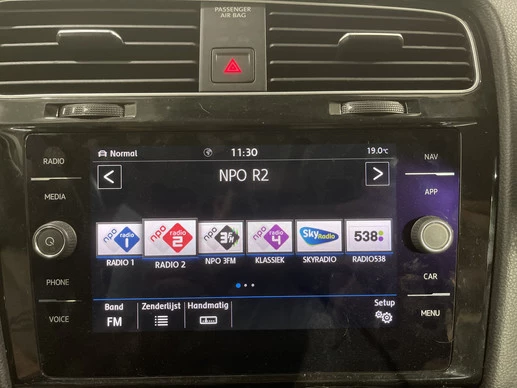 PASSENGER
AIR BAG
RADIO
MEDIA
PHONE
VOICE
Normal
11:30
19.0°C
<
NPO R2
>
npo radio 1
npo radio 2
npo 3FM
npo radio 4
Sky Radio
538
RADIO 1
RADIO 2
NPO 3FM
KLASSIEK
SKYRADIO
RADIO538
Band
FM
Zenderlijst
Handmatig
Setup
NAV
APP
CAR
MENU